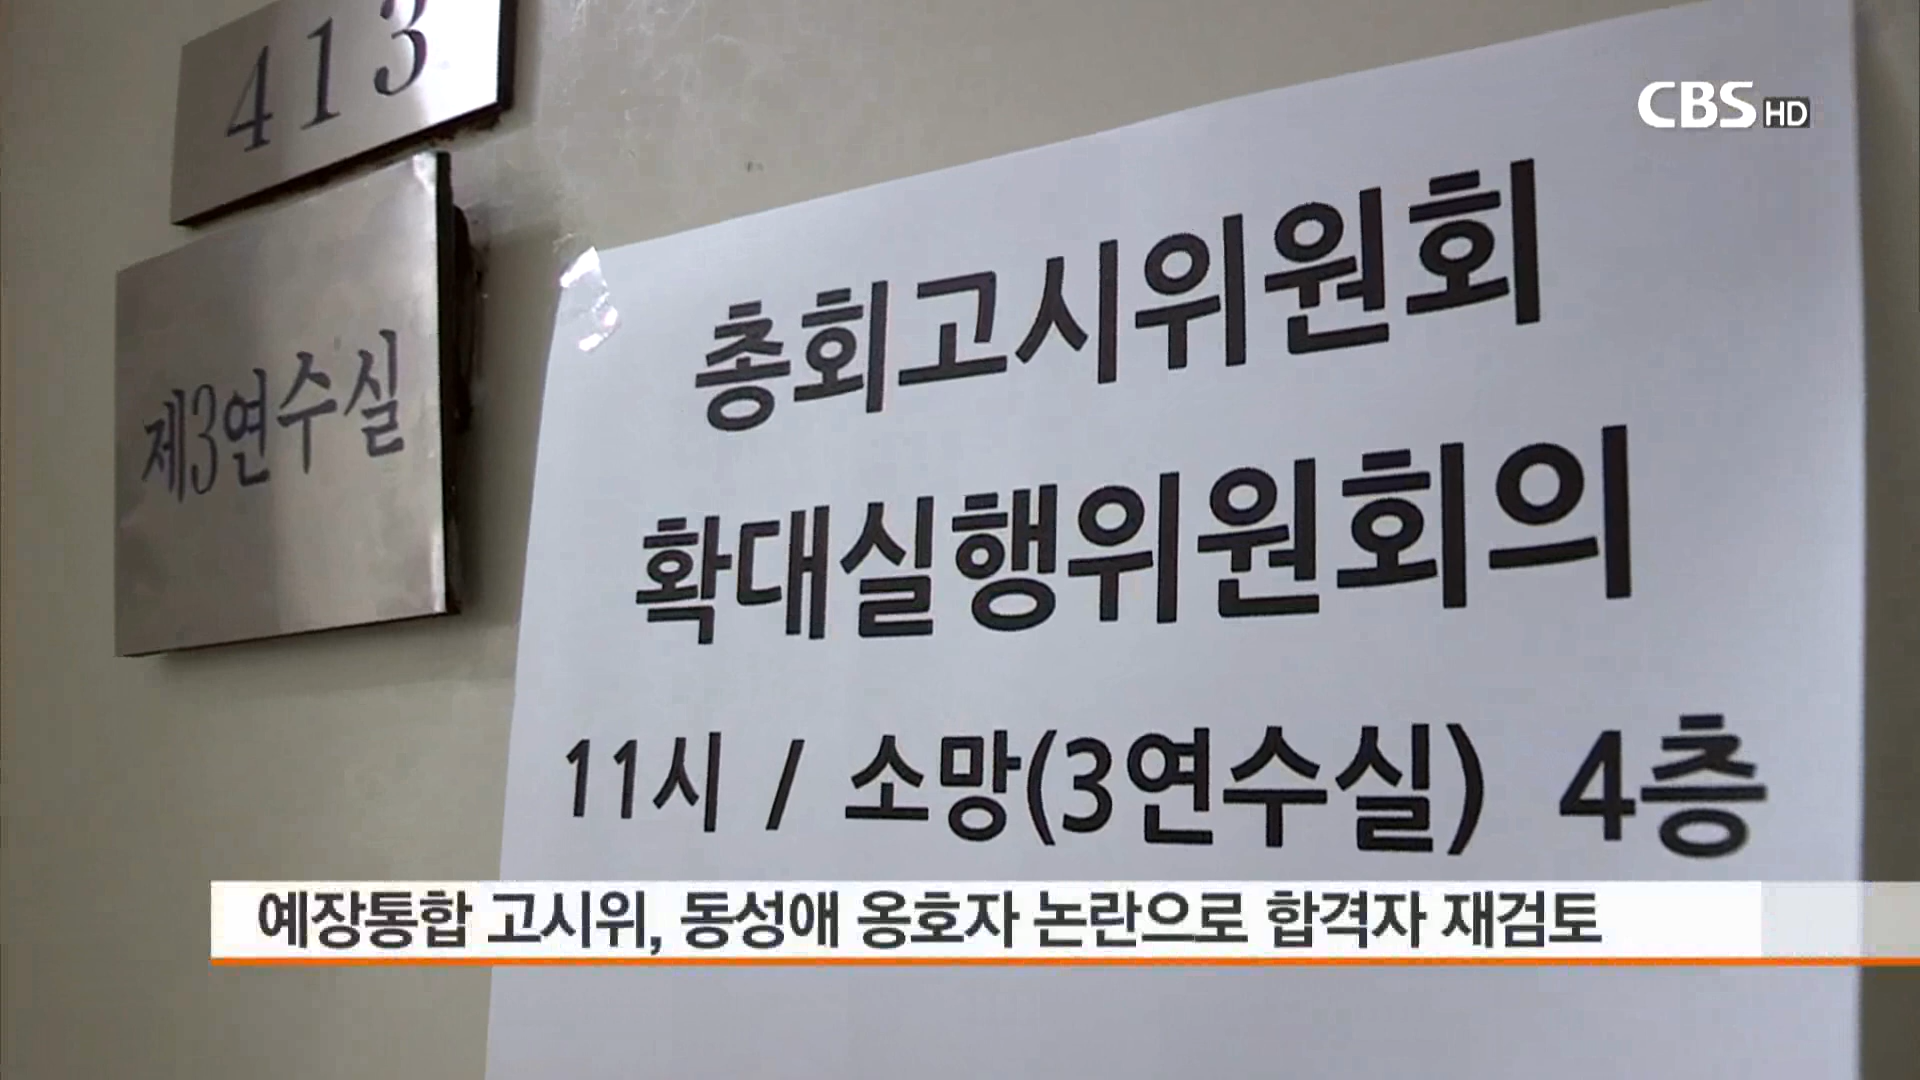 413
CBS HD
제3연수실
총회고시위원회
확대실행위원회의
11시 / 소망(3연수실) 4층
예장통합 고시위, 동성애 옹호자 논란으로 합격자 재검토